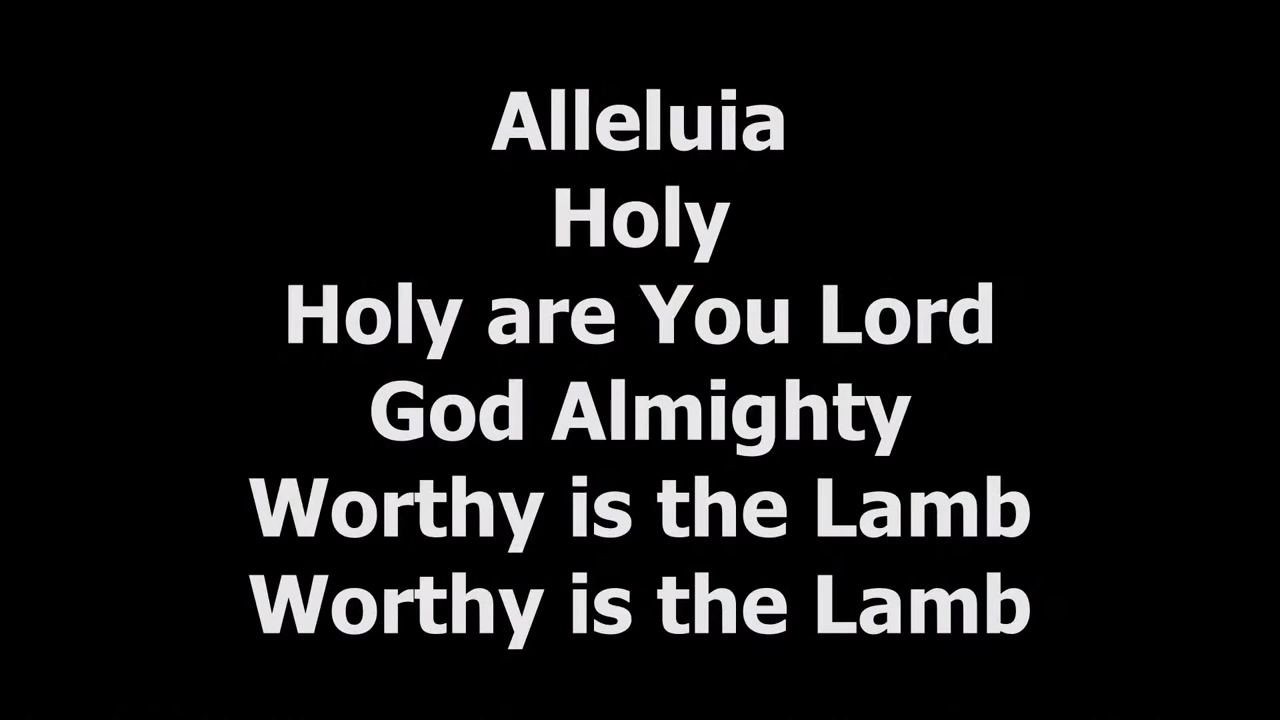 Alleluia
Holy
Holy are You Lord
God Almighty
Worthy is the Lamb
Worthy is the Lamb